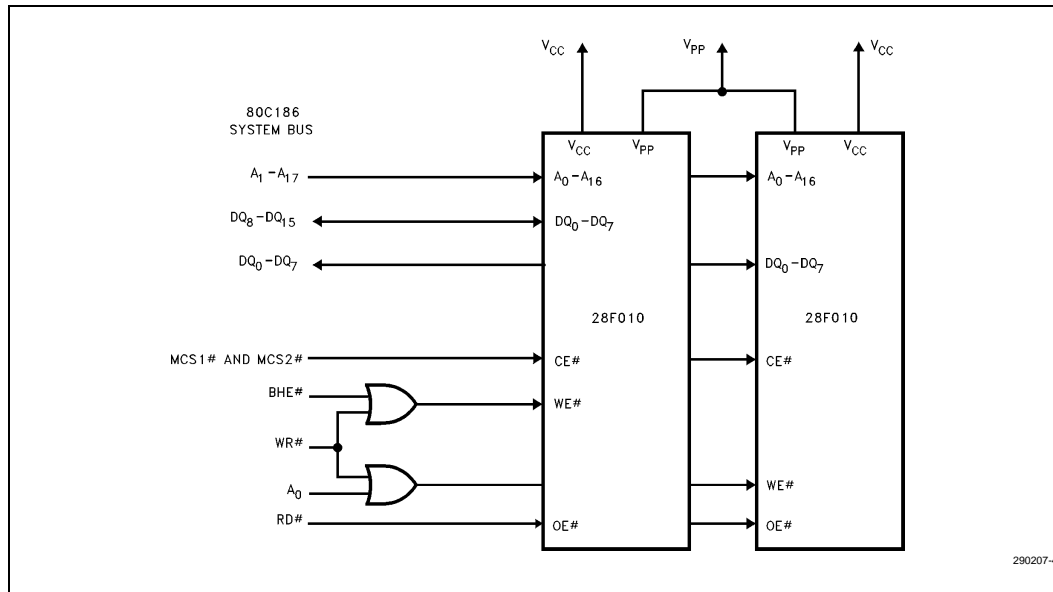 V_CC V_PP V_CC
80C186
SYSTEM BUS
V_CC V_PP V_PP V_CC
A_1–A_17 A_0–A_16 A_0–A_16
DQ_8–DQ_15 DQ_0–DQ_7
DQ_0–DQ_7 DQ_0–DQ_7
28F010 28F010
MCS1# AND MCS2# CE# CE#
BHE# WE#
WR#
A_0 WE#
RD# OE# OE#
290207-4